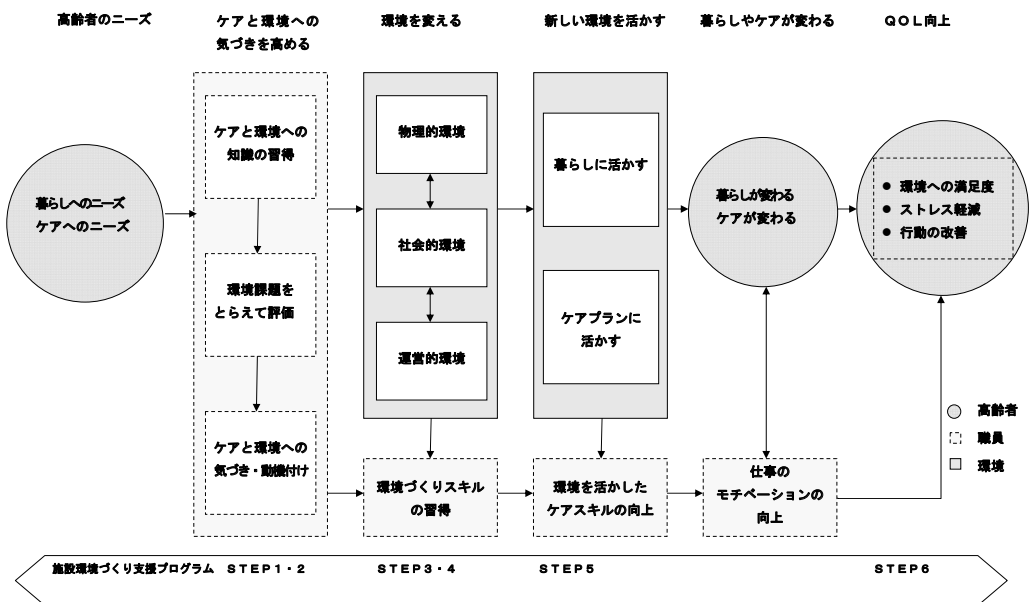 高齢者のニーズ
ケアと環境への
気づきを高める
環境を変える
新しい環境を活かす
暮らしやケアが変わる
ＱＯＬ向上
暮らしへのニーズ
ケアへのニーズ
ケアと環境への
知識の習得
環境課題を
とらえて評価
ケアと環境への
気づき・動機付け
物理的環境
社会的環境
運営的環境
環境づくりスキル
の習得
暮らしに活かす
ケアプランに
活かす
環境を活かした
ケアスキルの向上
暮らしが変わる
ケアが変わる
仕事の
モチベーションの
向上
● 環境への満足度
● ストレス軽減
● 行動の改善
高齢者
職員
環境
施設環境づくり支援プログラム ＳＴＥＰ１・２
ＳＴＥＰ３・４
ＳＴＥＰ５
ＳＴＥＰ６